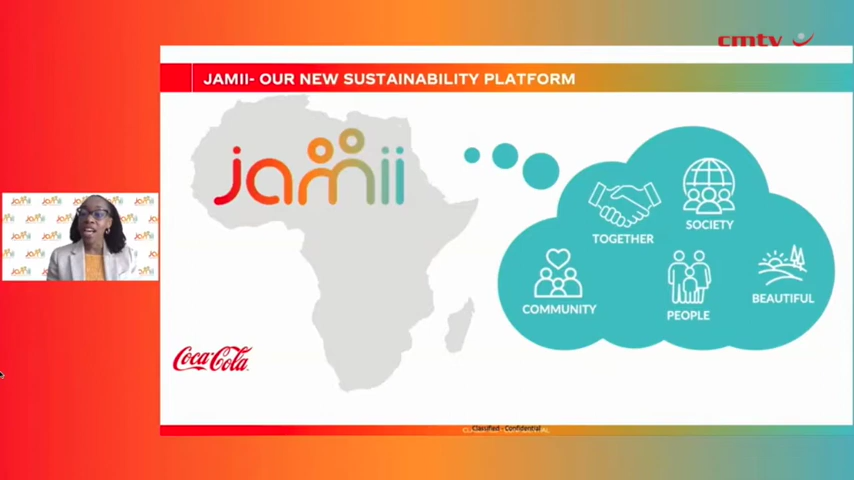 cmtv
JAMII- OUR NEW SUSTAINABILITY PLATFORM
jamii
TOGETHER
SOCIETY
COMMUNITY
PEOPLE
BEAUTIFUL
Coca-Cola
Classified - Confidential